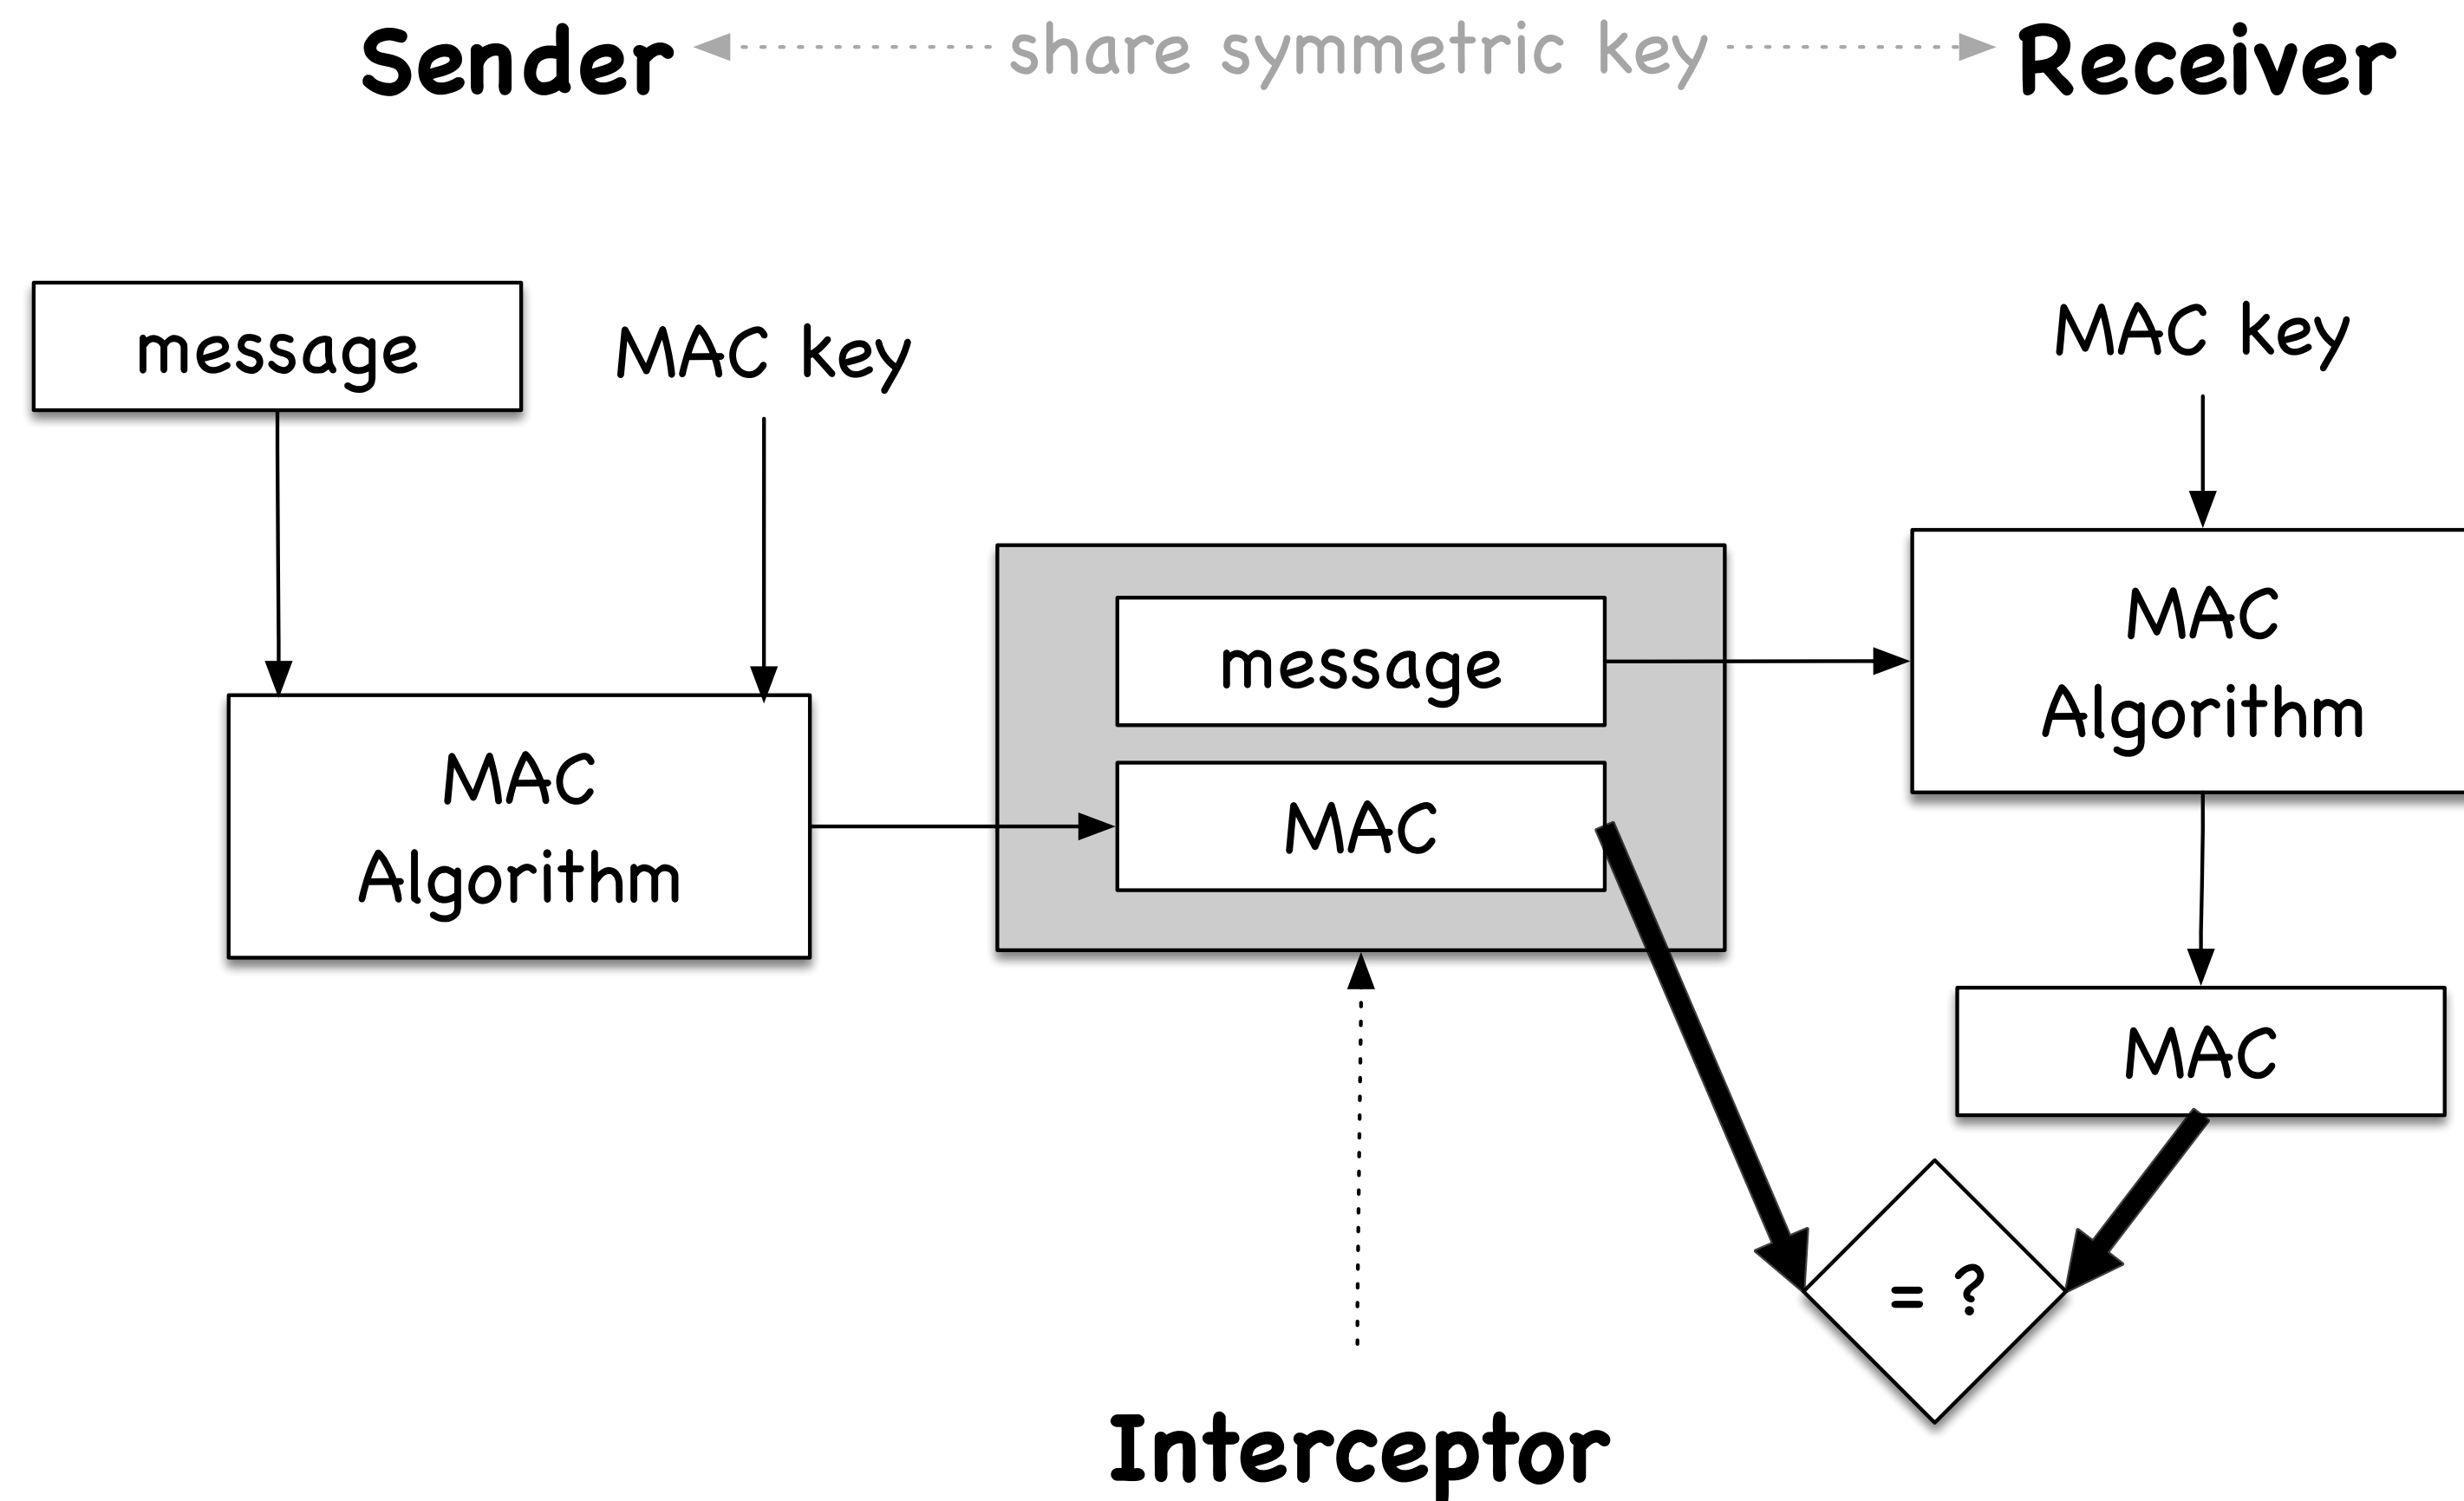 Sender
share symmetric key
Receiver
message
MAC key
MAC key
message
MAC
Algorithm
MAC
Algorithm
MAC
MAC
= ?
Interceptor